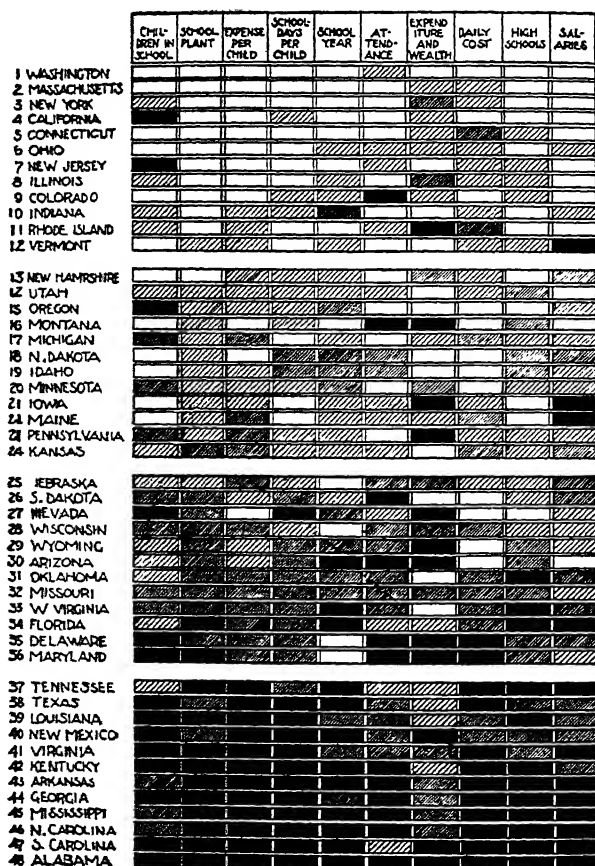 CHIL- DREN IN SCHOOL
SCHOOL PLANT
EXPENSE PER CHILD
SCHOOL- DAYS PER CHILD
SCHOOL YEAR
AT- TEND- ANCE
EXPEND ITURE AND WEALTH
DAILY COST
HIGH SCHOOLS
SAL- ARIES
1 WASHINGTON
2 MASSACHUSETTS
3 NEW YORK
4 CALIFORNIA
5 CONNECTICUT
6 OHIO
7 NEW JERSEY
8 ILLINOIS
9 COLORADO
10 INDIANA
11 RHODE ISLAND
12 VERMONT
13 NEW HAMPSHIRE
12 UTAH
15 OREGON
16 MONTANA
17 MICHIGAN
18 N. DAKOTA
19 IDAHO
20 MINNESOTA
21 IOWA
22 MAINE
23 PENNSYLVANIA
24 KANSAS
25 NEBRASKA
26 S. DAKOTA
27 NEVADA
28 WISCONSIN
29 WYOMING
30 ARIZONA
31 OKLAHOMA
32 MISSOURI
33 W VIRGINIA
34 FLORIDA
35 DELAWARE
36 MARYLAND
37 TENNESSEE
38 TEXAS
39 LOUISIANA
40 NEW MEXICO
41 VIRGINIA
42 KENTUCKY
43 ARKANSAS
44 GEORGIA
45 MISSISSIPPI
46 N. CAROLINA
47 S. CAROLINA
48 ALABAMA